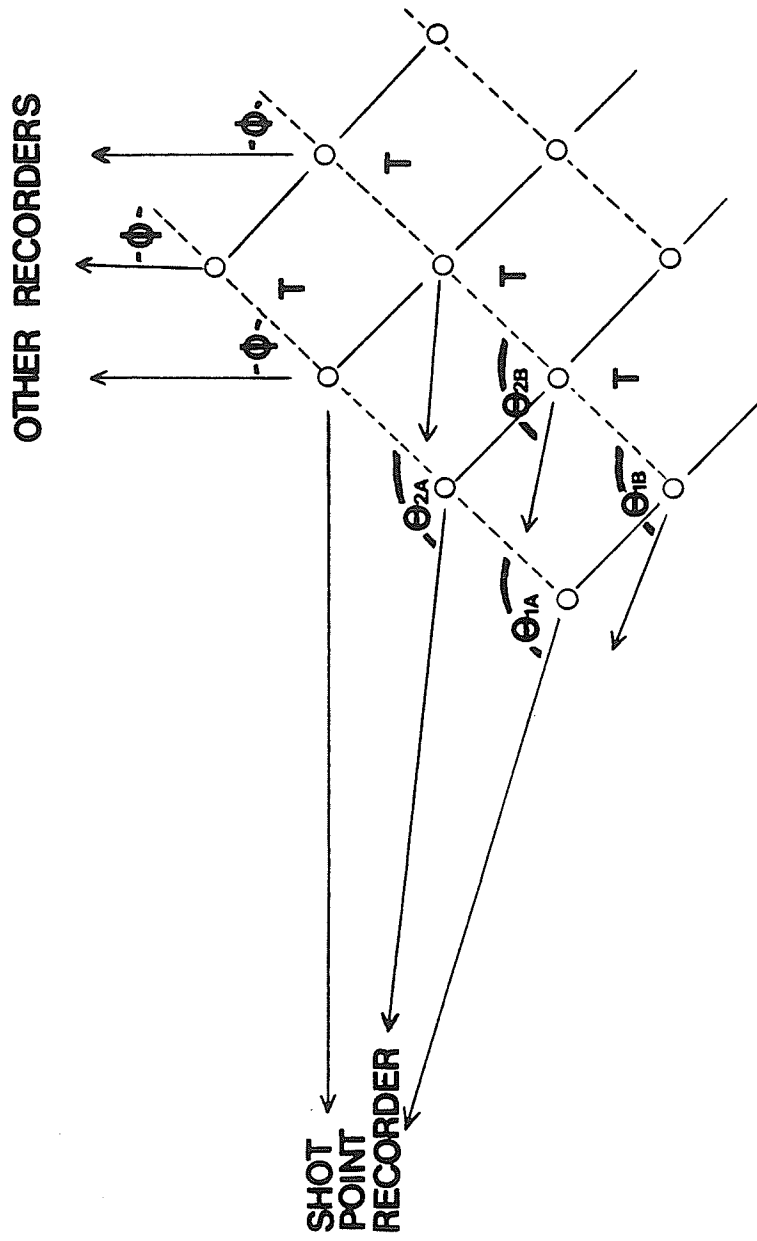 OTHER RECORDERS
ϕ
ϕ
ϕ
T
T
T
T
Θ2B
Θ2A
Θ1B
Θ1A
SHOT
POINT
RECORDER